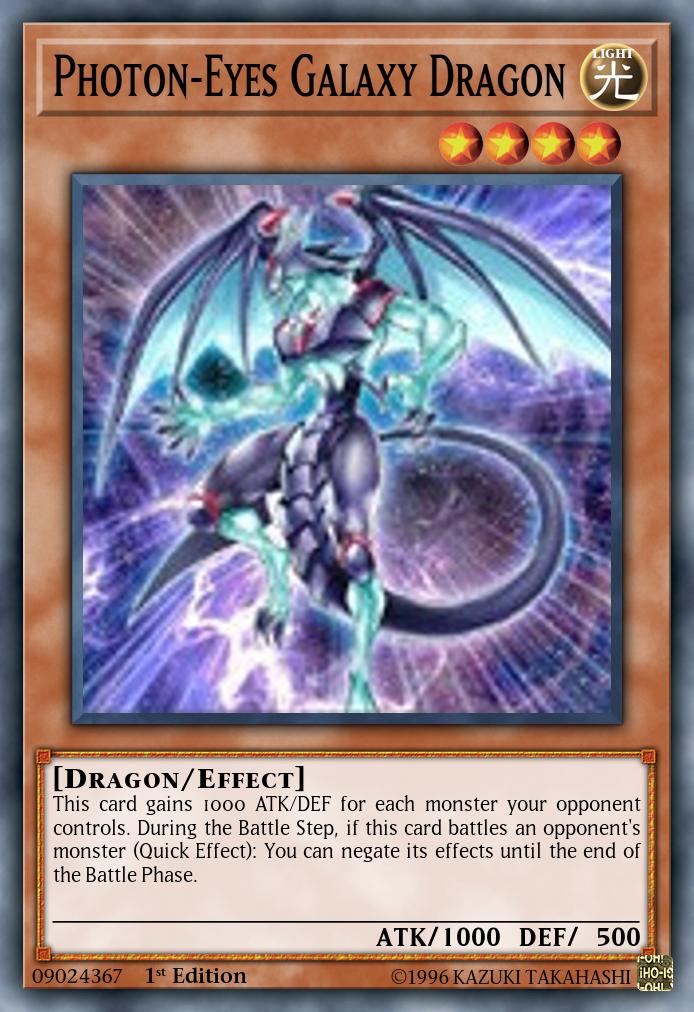 Photon-Eyes Galaxy Dragon
LIGHT
光
[Dragon/Effect]
This card gains 1000 ATK/DEF for each monster your opponent
controls. During the Battle Step, if this card battles an opponent's
monster (Quick Effect): You can negate its effects until the end of
the Battle Phase.
ATK/1000 DEF/ 500
09024367 1st Edition ©1996 KAZUKI TAKAHASHI